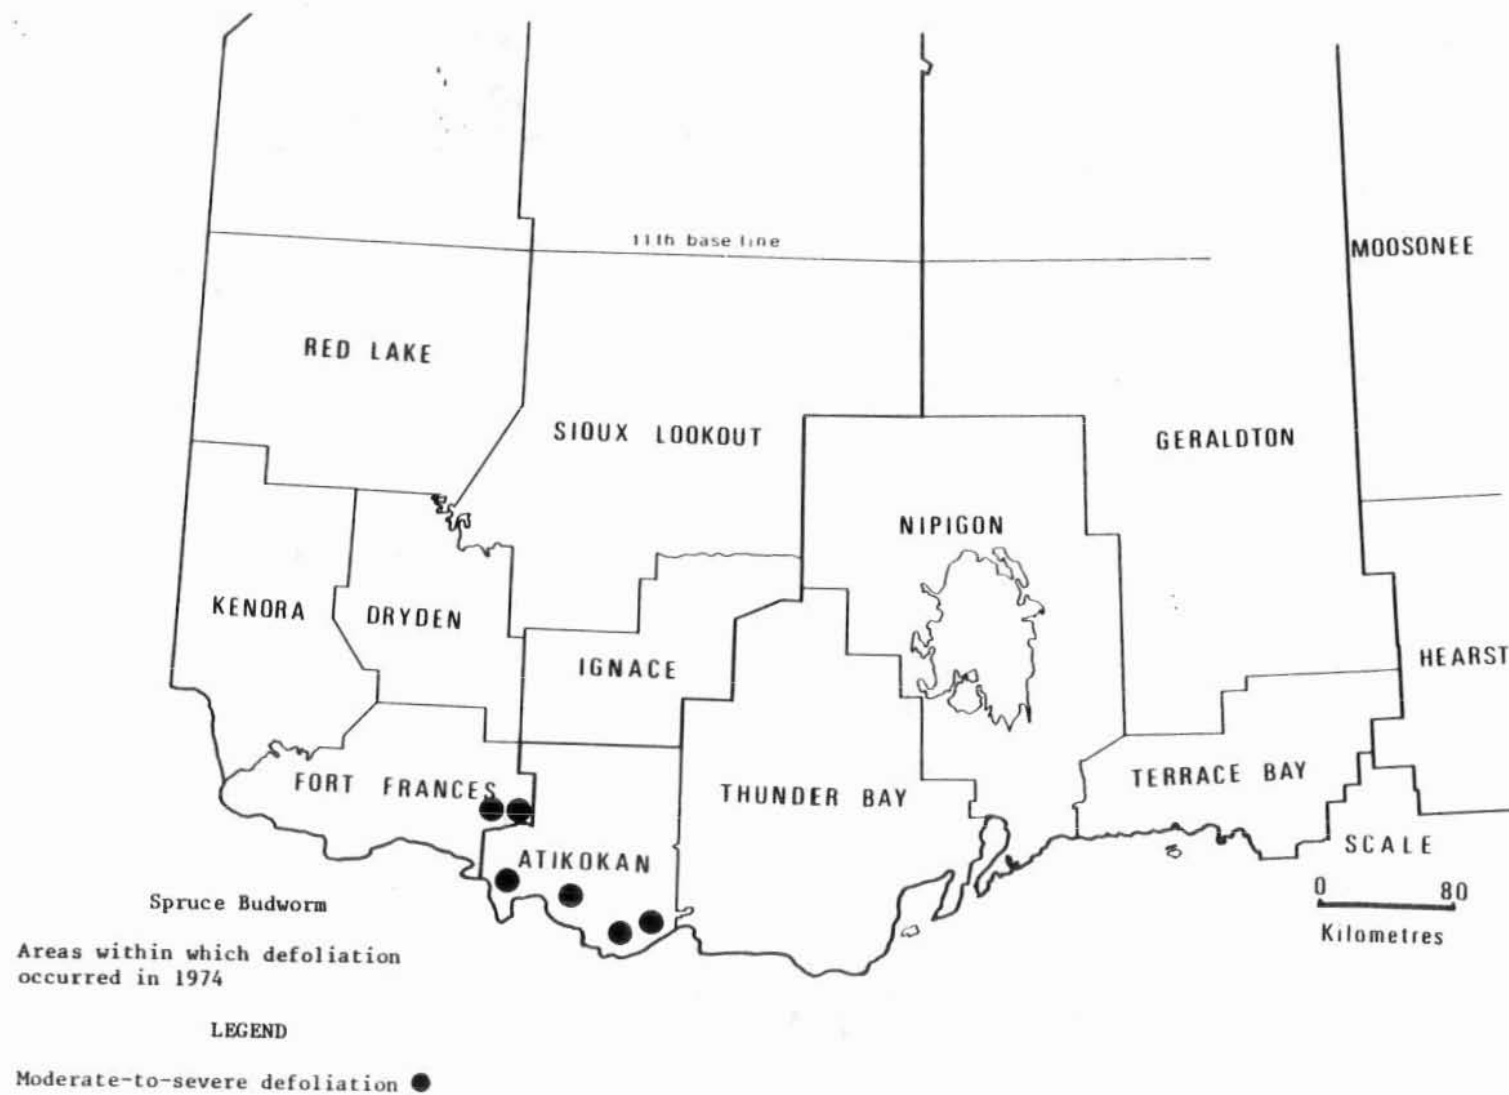 11th base line
MOOSONEE
RED LAKE
SIOUX LOOKOUT
GERALDTON
NIPIGON
KENORA
DRYDEN
IGNACE
HEARST
FORT FRANCES
THUNDER BAY
TERRACE BAY
ATIKOKAN
SCALE
0 80
Kilometres
Spruce Budworm
Areas within which defoliation
occurred in 1974
LEGEND
Moderate-to-severe defoliation